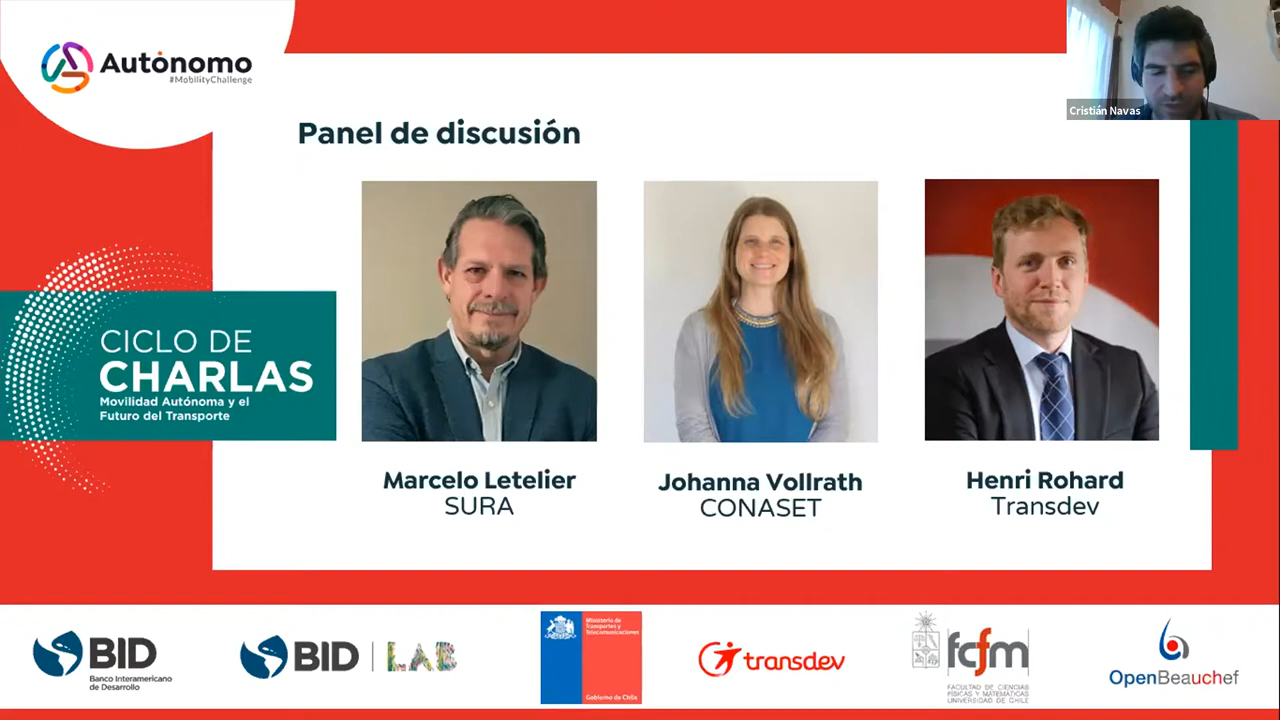 Autónomo
#MobilityChallenge
Cristián Navas
Panel de discusión
CICLO DE
CHARLAS
Movilidad Autónoma y el
Futuro del Transporte
Marcelo Letelier
SURA
Johanna Vollrath
CONASET
Henri Rohard
Transdev
BID
Banco Interamericano
de Desarrollo
BID | LAB
Ministerio de
Transportes y
Telecomunicaciones
Gobierno de Chile
transdev
fcfm
FACULTAD DE CIENCIAS
FÍSICAS Y MATEMÁTICAS
UNIVERSIDAD DE CHILE
OpenBeauchef